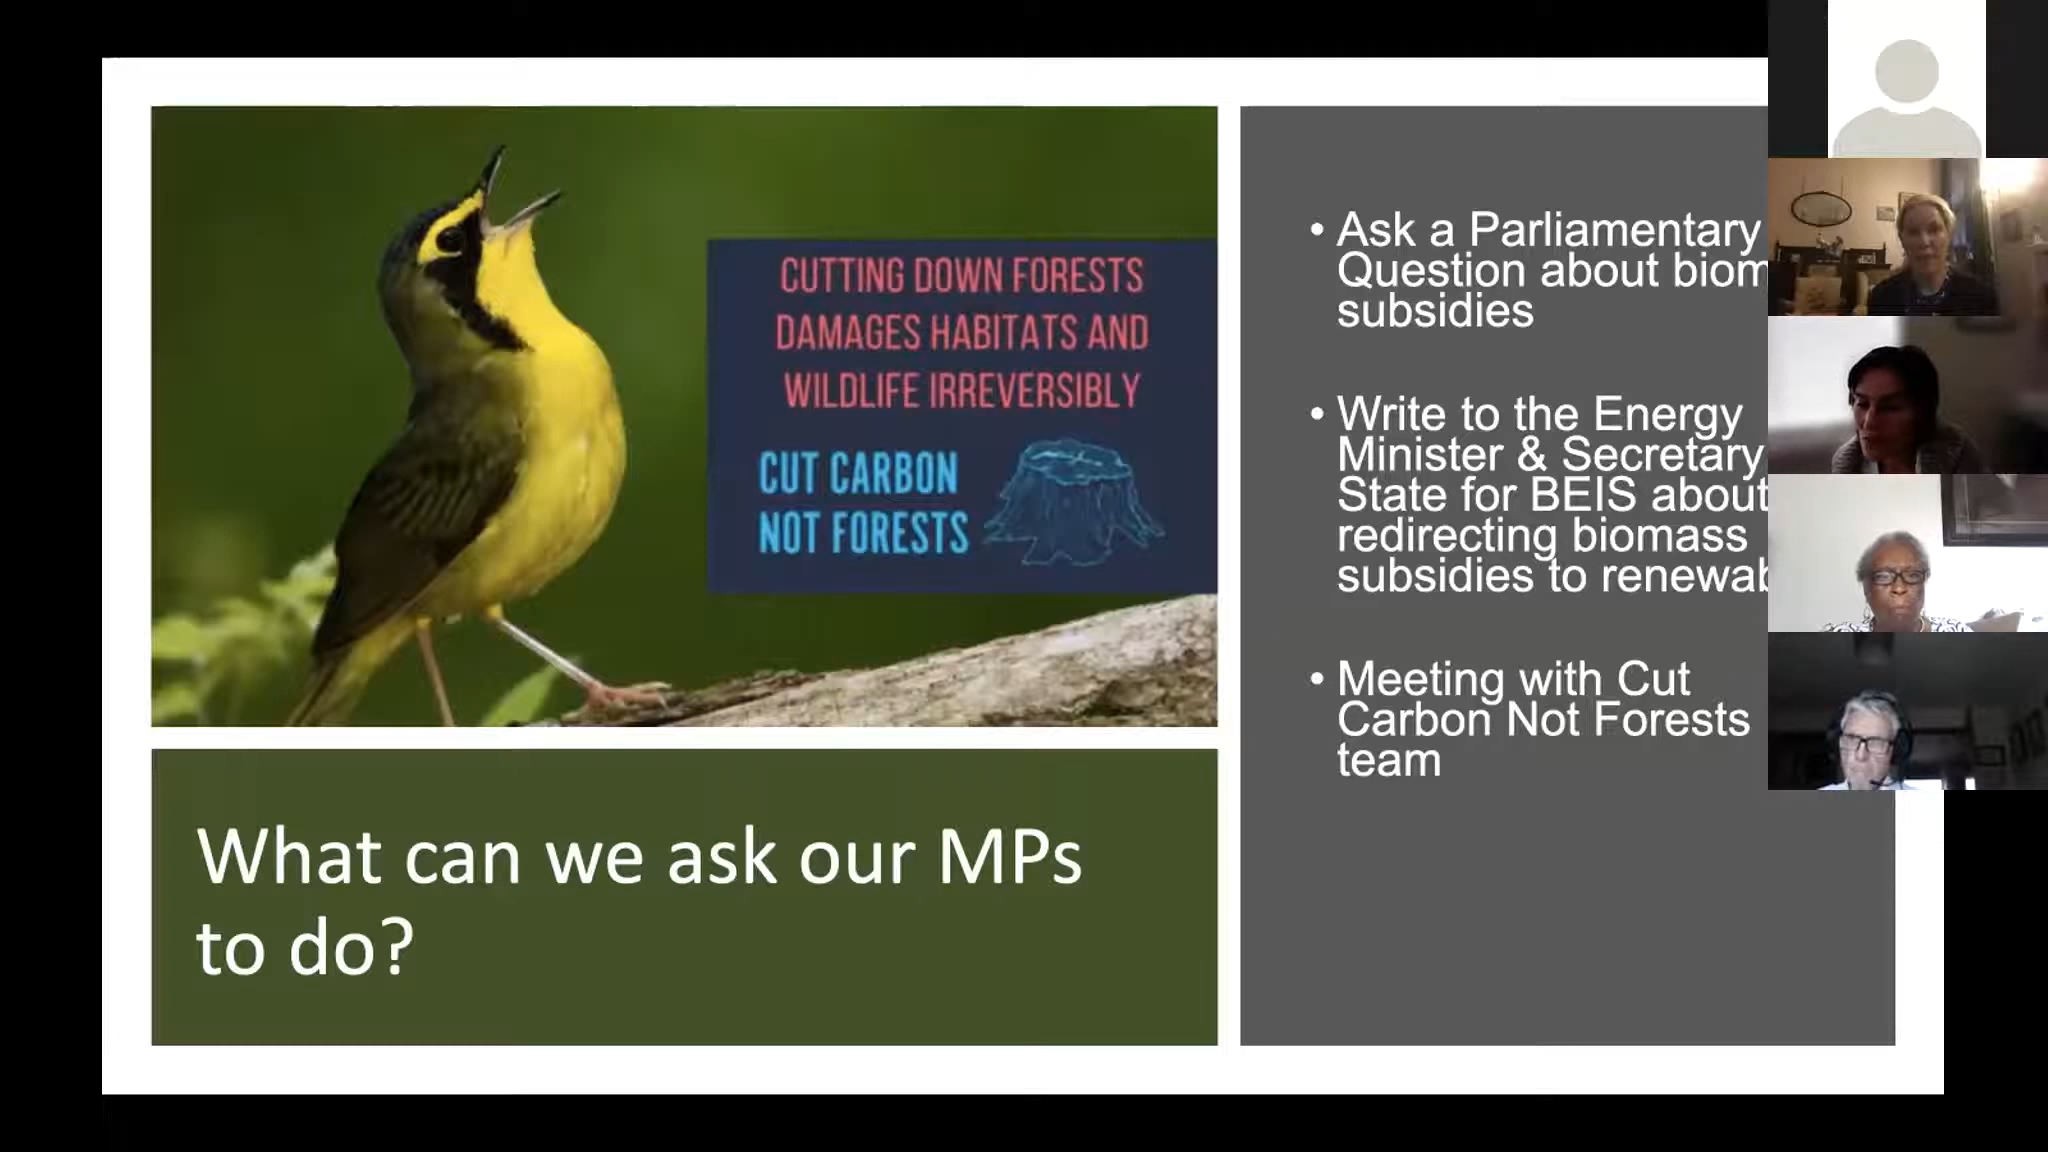 CUTTING DOWN FORESTS
DAMAGES HABITATS AND
WILDLIFE IRREVERSIBLY
CUT CARBON
NOT FORESTS
What can we ask our MPs
to do?
• Ask a Parliamentary
Question about biom
subsidies
• Write to the Energy
Minister & Secretary
State for BEIS about
redirecting biomass
subsidies to renewab
• Meeting with Cut
Carbon Not Forests
team